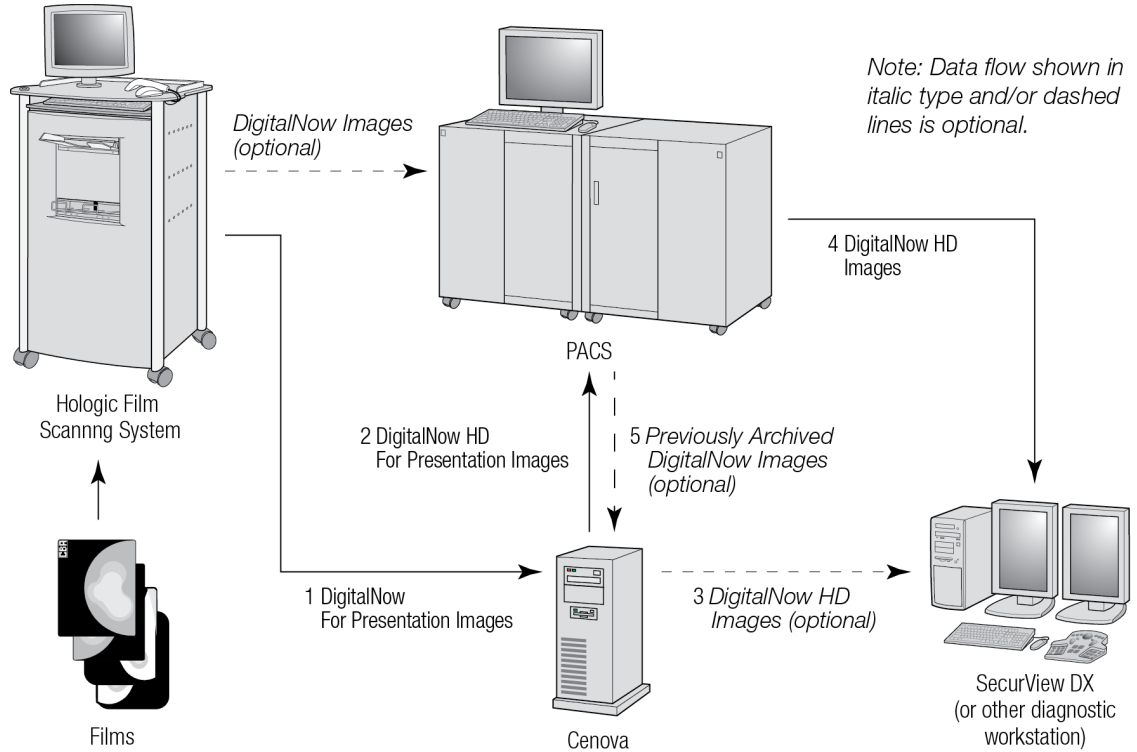 DigitalNow Images
(optional)
Note: Data flow shown in
italic type and/or dashed
lines is optional.
4 DigitalNow HD
Images
PACS
Hologic Film
Scannng System
2 DigitalNow HD
For Presentation Images
5 Previously Archived
DigitalNow Images
(optional)
1 DigitalNow
For Presentation Images
3 DigitalNow HD
Images (optional)
Films
Cenova
SecurView DX
(or other diagnostic
workstation)